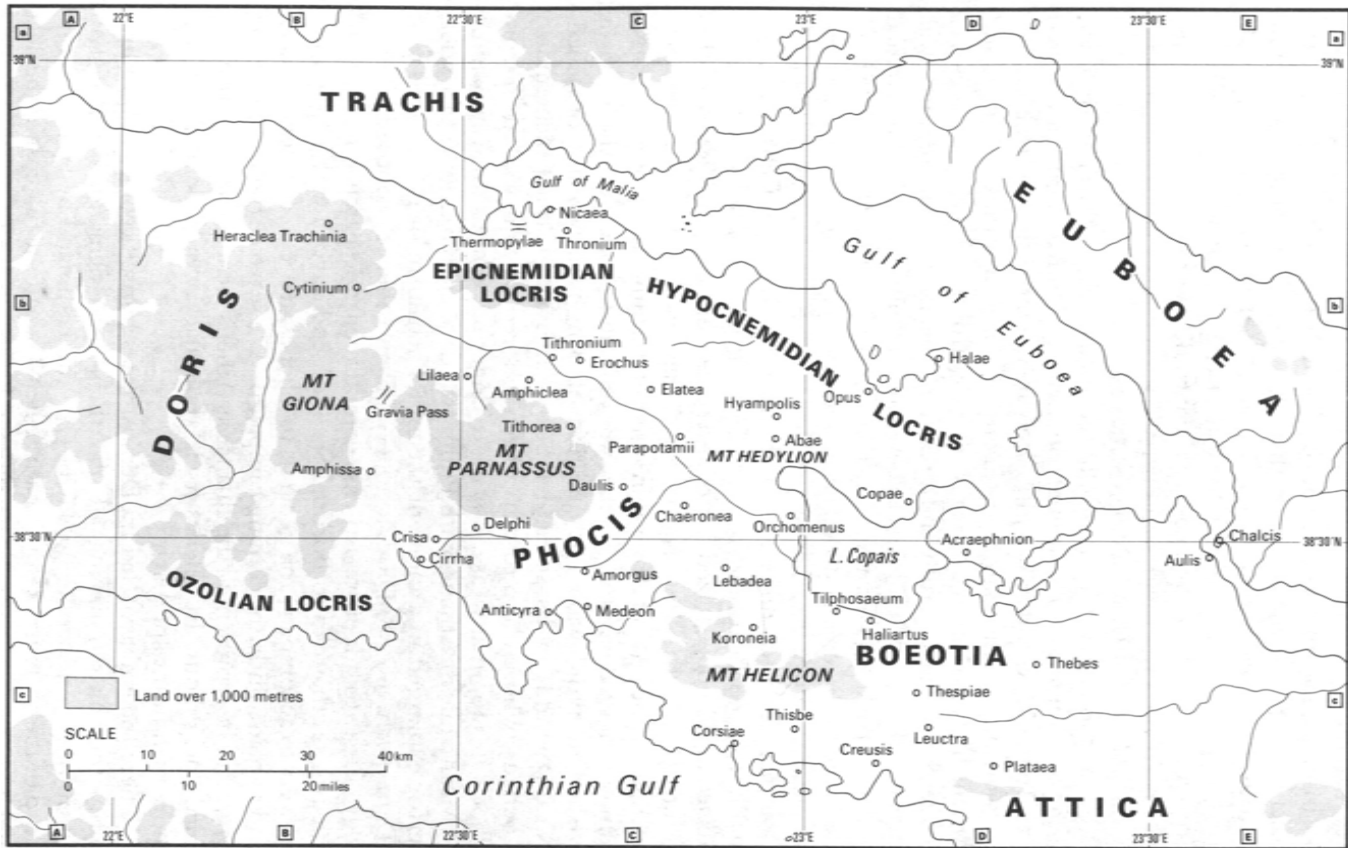 A B C D D E
22°E 22°30'E 23°E 23°30'E
a a
39°N 39°N
TRACHIS
Gulf of Malia
Nicaea
Heraclea Trachinia
Thermopylae
Thronium
EPICNEMIDIAN
LOCRIS
EUBOEA
Gulf of Euboea
b b
Cytinium
HYPOCNEMIDIAN LOCRIS
DORIS
Tithronium
Erochus
Halae
Lilaea
Amphiclea
Elatea
Opus
MT
GIONA
Gravia Pass
Hyampolis
Tithorea
Parapotamii
Abae
MT HEDYLION
MT
PARNASSUS
Amphissa
Daulis
Copae
Chaeronea
Orchomenus
Delphi
PHOCIS
Crisa
38°30'N 38°30'N
Acraephnion
Chalcis
Cirrha
L. Copais
Aulis
Amorgus
Lebadea
OZOLIAN LOCRIS
Anticyra
Medeon
Tilphosaeum
Haliartus
Koroneia
BOEOTIA
Thebes
MT HELICON
c c
Land over 1,000 metres
Thespiae
SCALE
0 10 20 30 40 km
0 10 20 miles
Thisbe
Corsiae
Leuctra
Creusis
Plataea
Corinthian Gulf
ATTICA
A B C D E
22°E 22°30'E 23°E 23°30'E